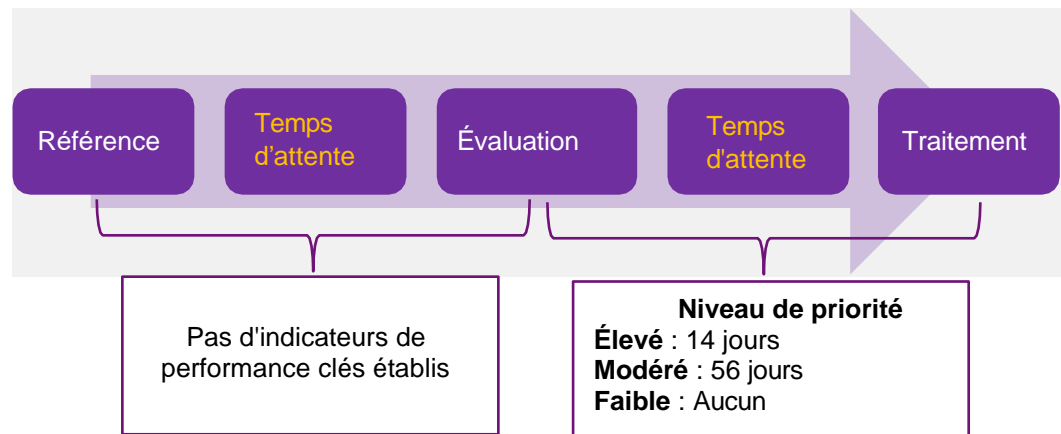 Référence
Temps
d’attente
Évaluation
Temps
d'attente
Traitement
Pas d'indicateurs de
performance clés établis
Niveau de priorité
Élevé : 14 jours
Modéré : 56 jours
Faible : Aucun